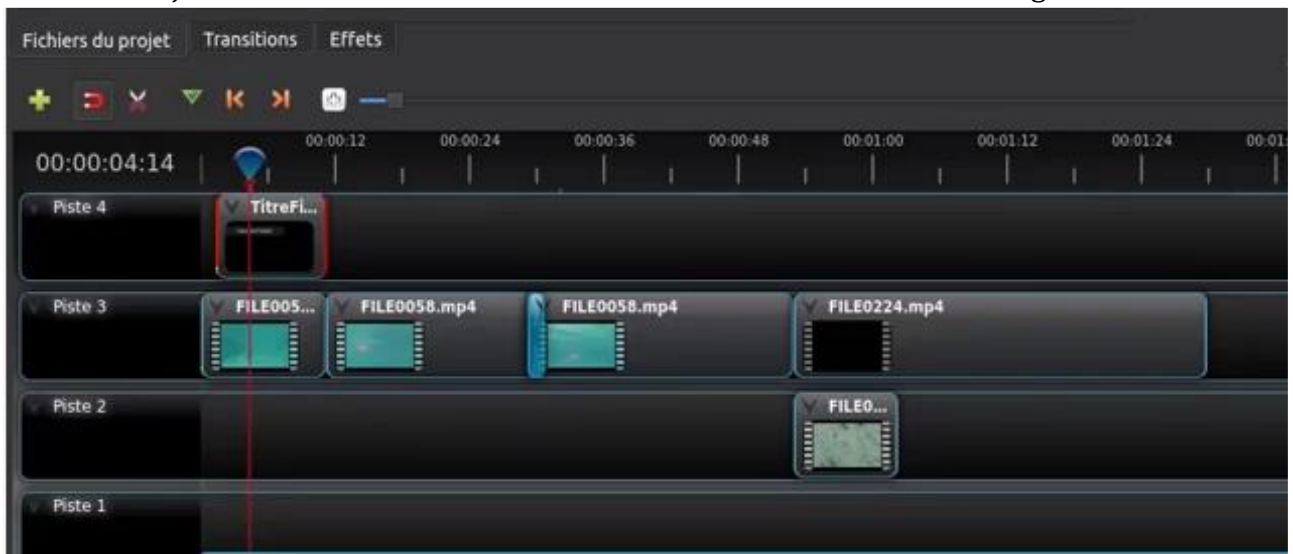 Fichiers du projet Transitions Effets
00:00:12 00:00:24 00:00:36 00:00:48 00:01:00 00:01:12 00:01:24 00:01:
00:00:04:14
Piste 4 TitreFi...
Piste 3 FILE005... FILE0058.mp4 FILE0058.mp4 FILE0224.mp4
Piste 2 FILE0...
Piste 1